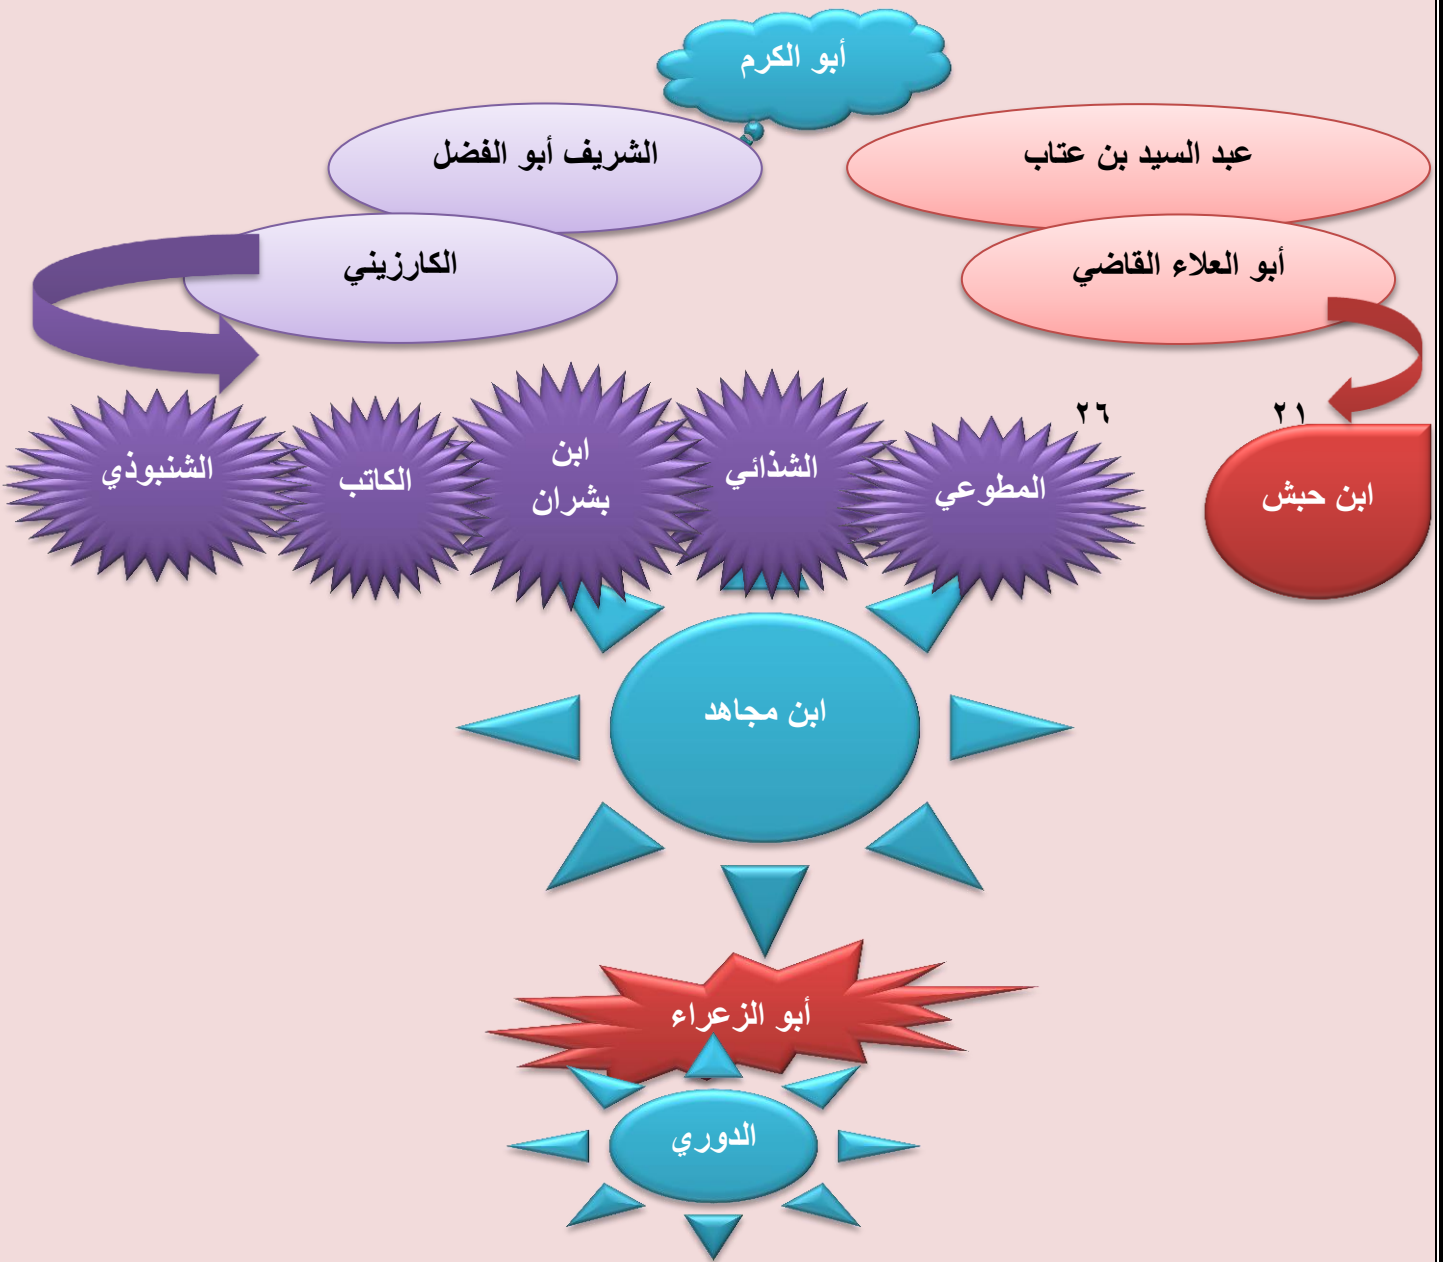 أبو الكرم
عبد السيد بن عتاب
الشريف أبو الفضل
أبو العلاء القاضي
الكارزيني
٢١
٢٦
ابن حبش
المطوعي
الشذائي
ابن
بشران
الكاتب
الشنبوذي
ابن مجاهد
أبو الزعراء
الدوري